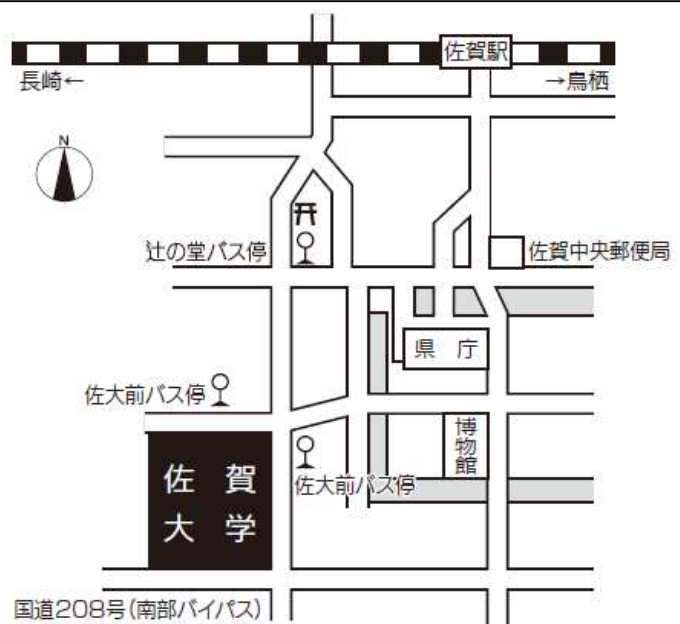 佐賀駅
長崎←
→鳥栖
N
辻の堂バス停
佐賀中央郵便局
県 庁
佐大前バス停
博物館
佐 賀
大 学
佐大前バス停
国道208号(南部バイパス)